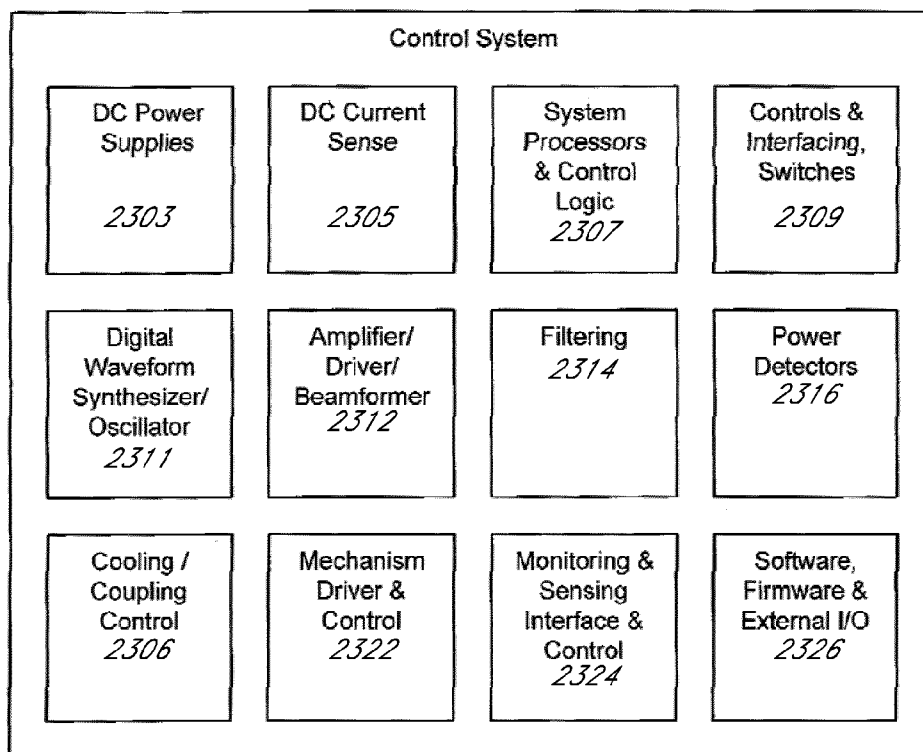 Control System
DC Power
Supplies
2303
DC Current
Sense
2305
System
Processors
& Control
Logic
2307
Controls &
Interfacing,
Switches
2309
Digital
Waveform
Synthesizer/
Oscillator
2311
Amplifier/
Driver/
Beamformer
2312
Filtering
2314
Power
Detectors
2316
Cooling /
Coupling
Control
2306
Mechanism
Driver &
Control
2322
Monitoring &
Sensing
Interface &
Control
2324
Software,
Firmware &
External I/O
2326